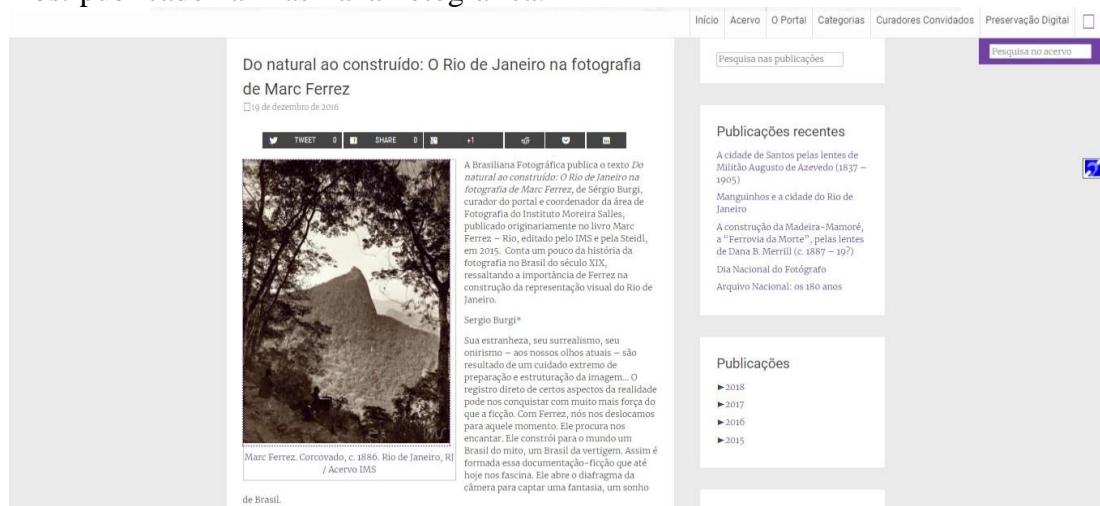 Início Acervo O Portal Categorias Curadores Convidados Preservação Digital
Pesquisa no acervo
Do natural ao construído: O Rio de Janeiro na fotografia
de Marc Ferrez
19 de dezembro de 2016
TWEET 0 SHARE 0 +1
A Brasiliana Fotográfica publica o texto Do
natural ao construído: O Rio de Janeiro na
fotografia de Marc Ferrez, de Sérgio Burgi,
curador do portal e coordenador da área de
Fotografia do Instituto Moreira Salles,
publicado originariamente no livro Marc
Ferrez – Rio, editado pelo IMS e pela Steidl,
em 2015. Conta um pouco da história da
fotografia no Brasil do século XIX,
ressaltando a importância de Ferrez na
construção da representação visual do Rio de
Janeiro.
Sergio Burgi*
Sua estranheza, seu surrealismo, seu
onirismo – aos nossos olhos atuais – são
resultado de um cuidado extremo de
preparação e estruturação da imagem... O
registro direto de certos aspectos da realidade
pode nos conquistar com muito mais força do
que a ficção. Com Ferrez, nós nos deslocamos
para aquele momento. Ele procura nos
encantar. Ele constrói para o mundo um
Brasil do mito, um Brasil da vertigem. Assim é
formada essa documentação-ficção que até
hoje nos fascina. Ele abre o diafragma da
câmera para captar uma fantasia, um sonho
de Brasil.
Marc Ferrez. Corcovado, c. 1886. Rio de Janeiro, RJ
/ Acervo IMS
Pesquisa nas publicações
Publicações recentes
A cidade de Santos pelas lentes de
Militão Augusto de Azevedo (1837 –
1905)
Manguinhos e a cidade do Rio de
Janeiro
A construção da Madeira-Mamoré,
a "Ferrovia da Morte", pelas lentes
de Dana B. Merrill (c. 1887 – 19?)
Dia Nacional do Fotógrafo
Arquivo Nacional: os 180 anos
Publicações
►2018
►2017
►2016
►2015